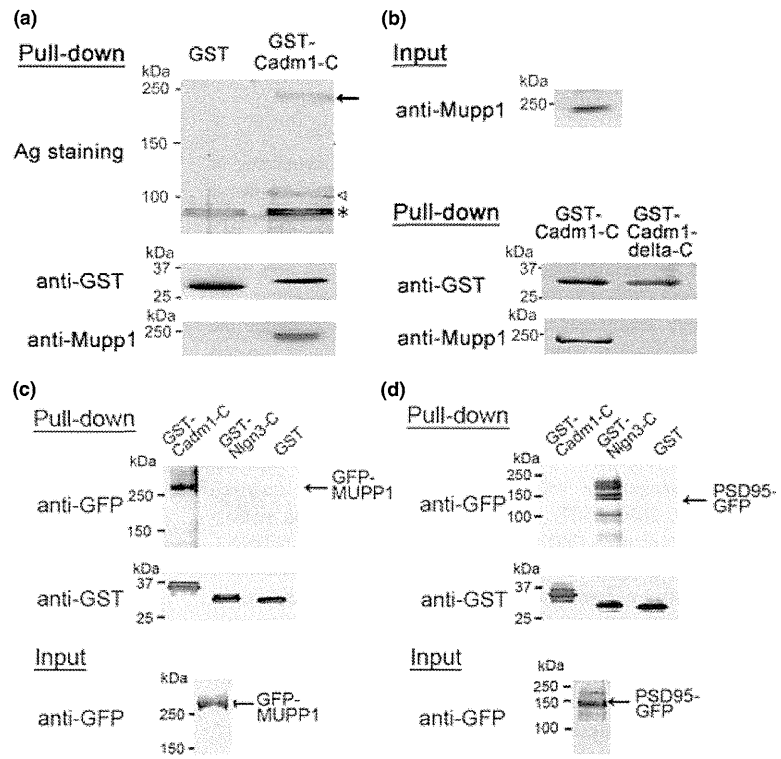 (a)
Pull-down
GST
GST-
Cadm1-C
kDa
250
150
Ag staining
100
*
anti-GST
37
25
kDa
anti-Mupp1
250
(b)
Input
kDa
anti-Mupp1
250
Pull-down
GST-
Cadm1-C
GST-
Cadm1-
delta-C
kDa
anti-GST
37
25
kDa
anti-Mupp1
250
(c)
Pull-down
GST-
Cadm1-C
GST-
Nlgn3-C
GST
kDa
anti-GFP
250
150
GFP-
MUPP1
kDa
anti-GST
37
25
Input
kDa
anti-GFP
250
150
GFP-
MUPP1
(d)
Pull-down
GST-
Cadm1-C
GST-
Nlgn3-C
GST
kDa
anti-GFP
250
150
100
PSD95-
GFP
kDa
anti-GST
37
25
Input
kDa
anti-GFP
250
150
100
PSD95-
GFP